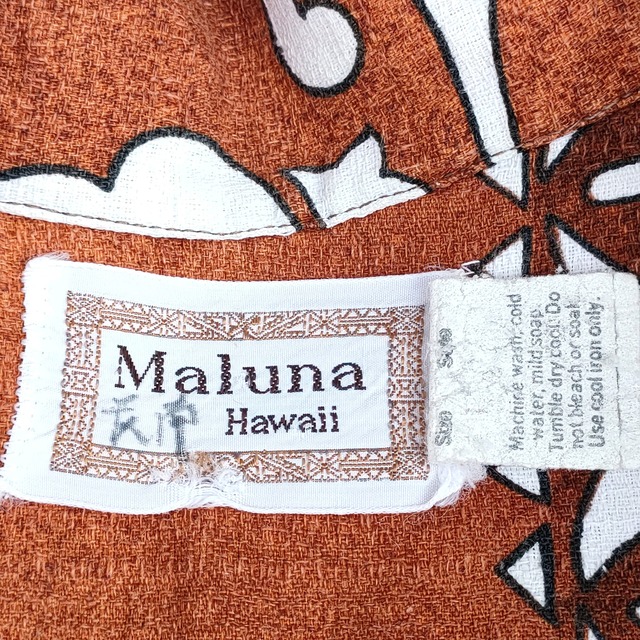 Maluna
Hawaii
Size
Style
Machine wash cold
water, mild soap.
Tumble dry cool. Do
not bleach or soak.
Use cool iron only.